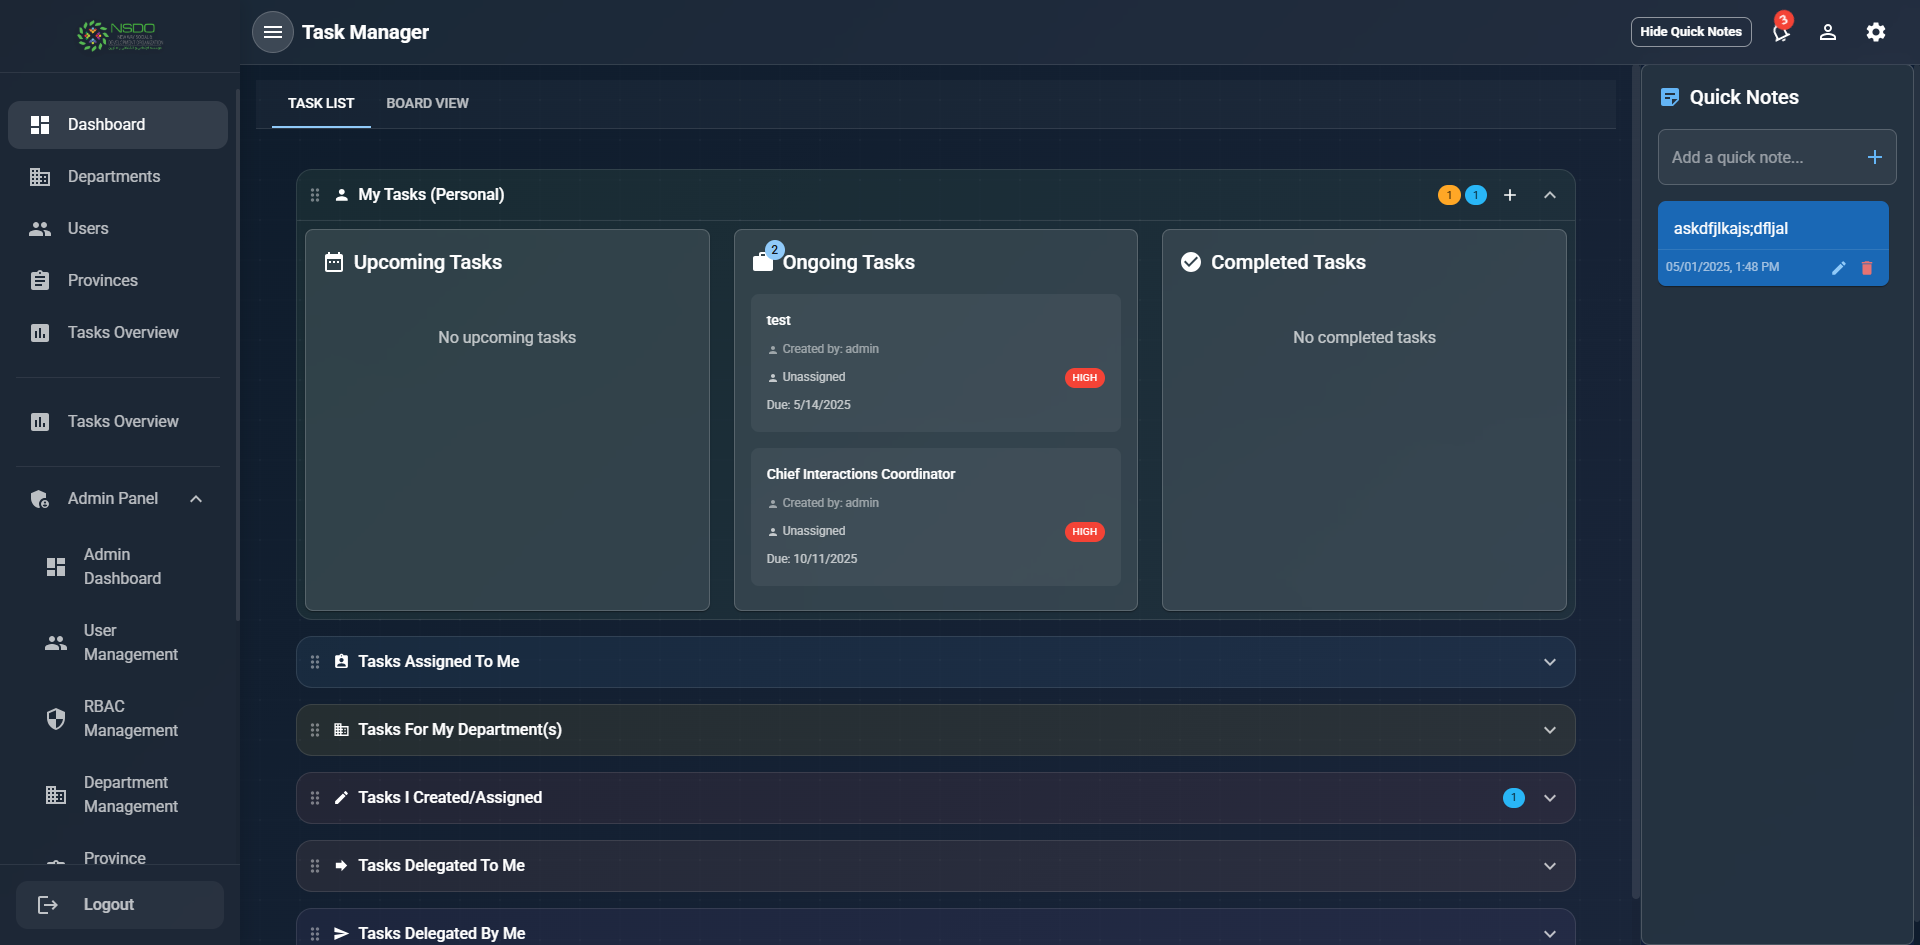 NSDO
Task Manager
Hide Quick Notes
3
Dashboard
Departments
Users
Provinces
Tasks Overview
Tasks Overview
Admin Panel
Admin
Dashboard
User
Management
RBAC
Management
Department
Management
Province
Logout
TASK LIST
BOARD VIEW
My Tasks (Personal)
1
1
Upcoming Tasks
No upcoming tasks
2
Ongoing Tasks
test
Created by: admin
Unassigned
HIGH
Due: 5/14/2025
Chief Interactions Coordinator
Created by: admin
Unassigned
HIGH
Due: 10/11/2025
Completed Tasks
No completed tasks
Tasks Assigned To Me
Tasks For My Department(s)
Tasks I Created/Assigned
1
Tasks Delegated To Me
Tasks Delegated By Me
Quick Notes
Add a quick note...
askdfjlkajs;dfljal
05/01/2025, 1:48 PM